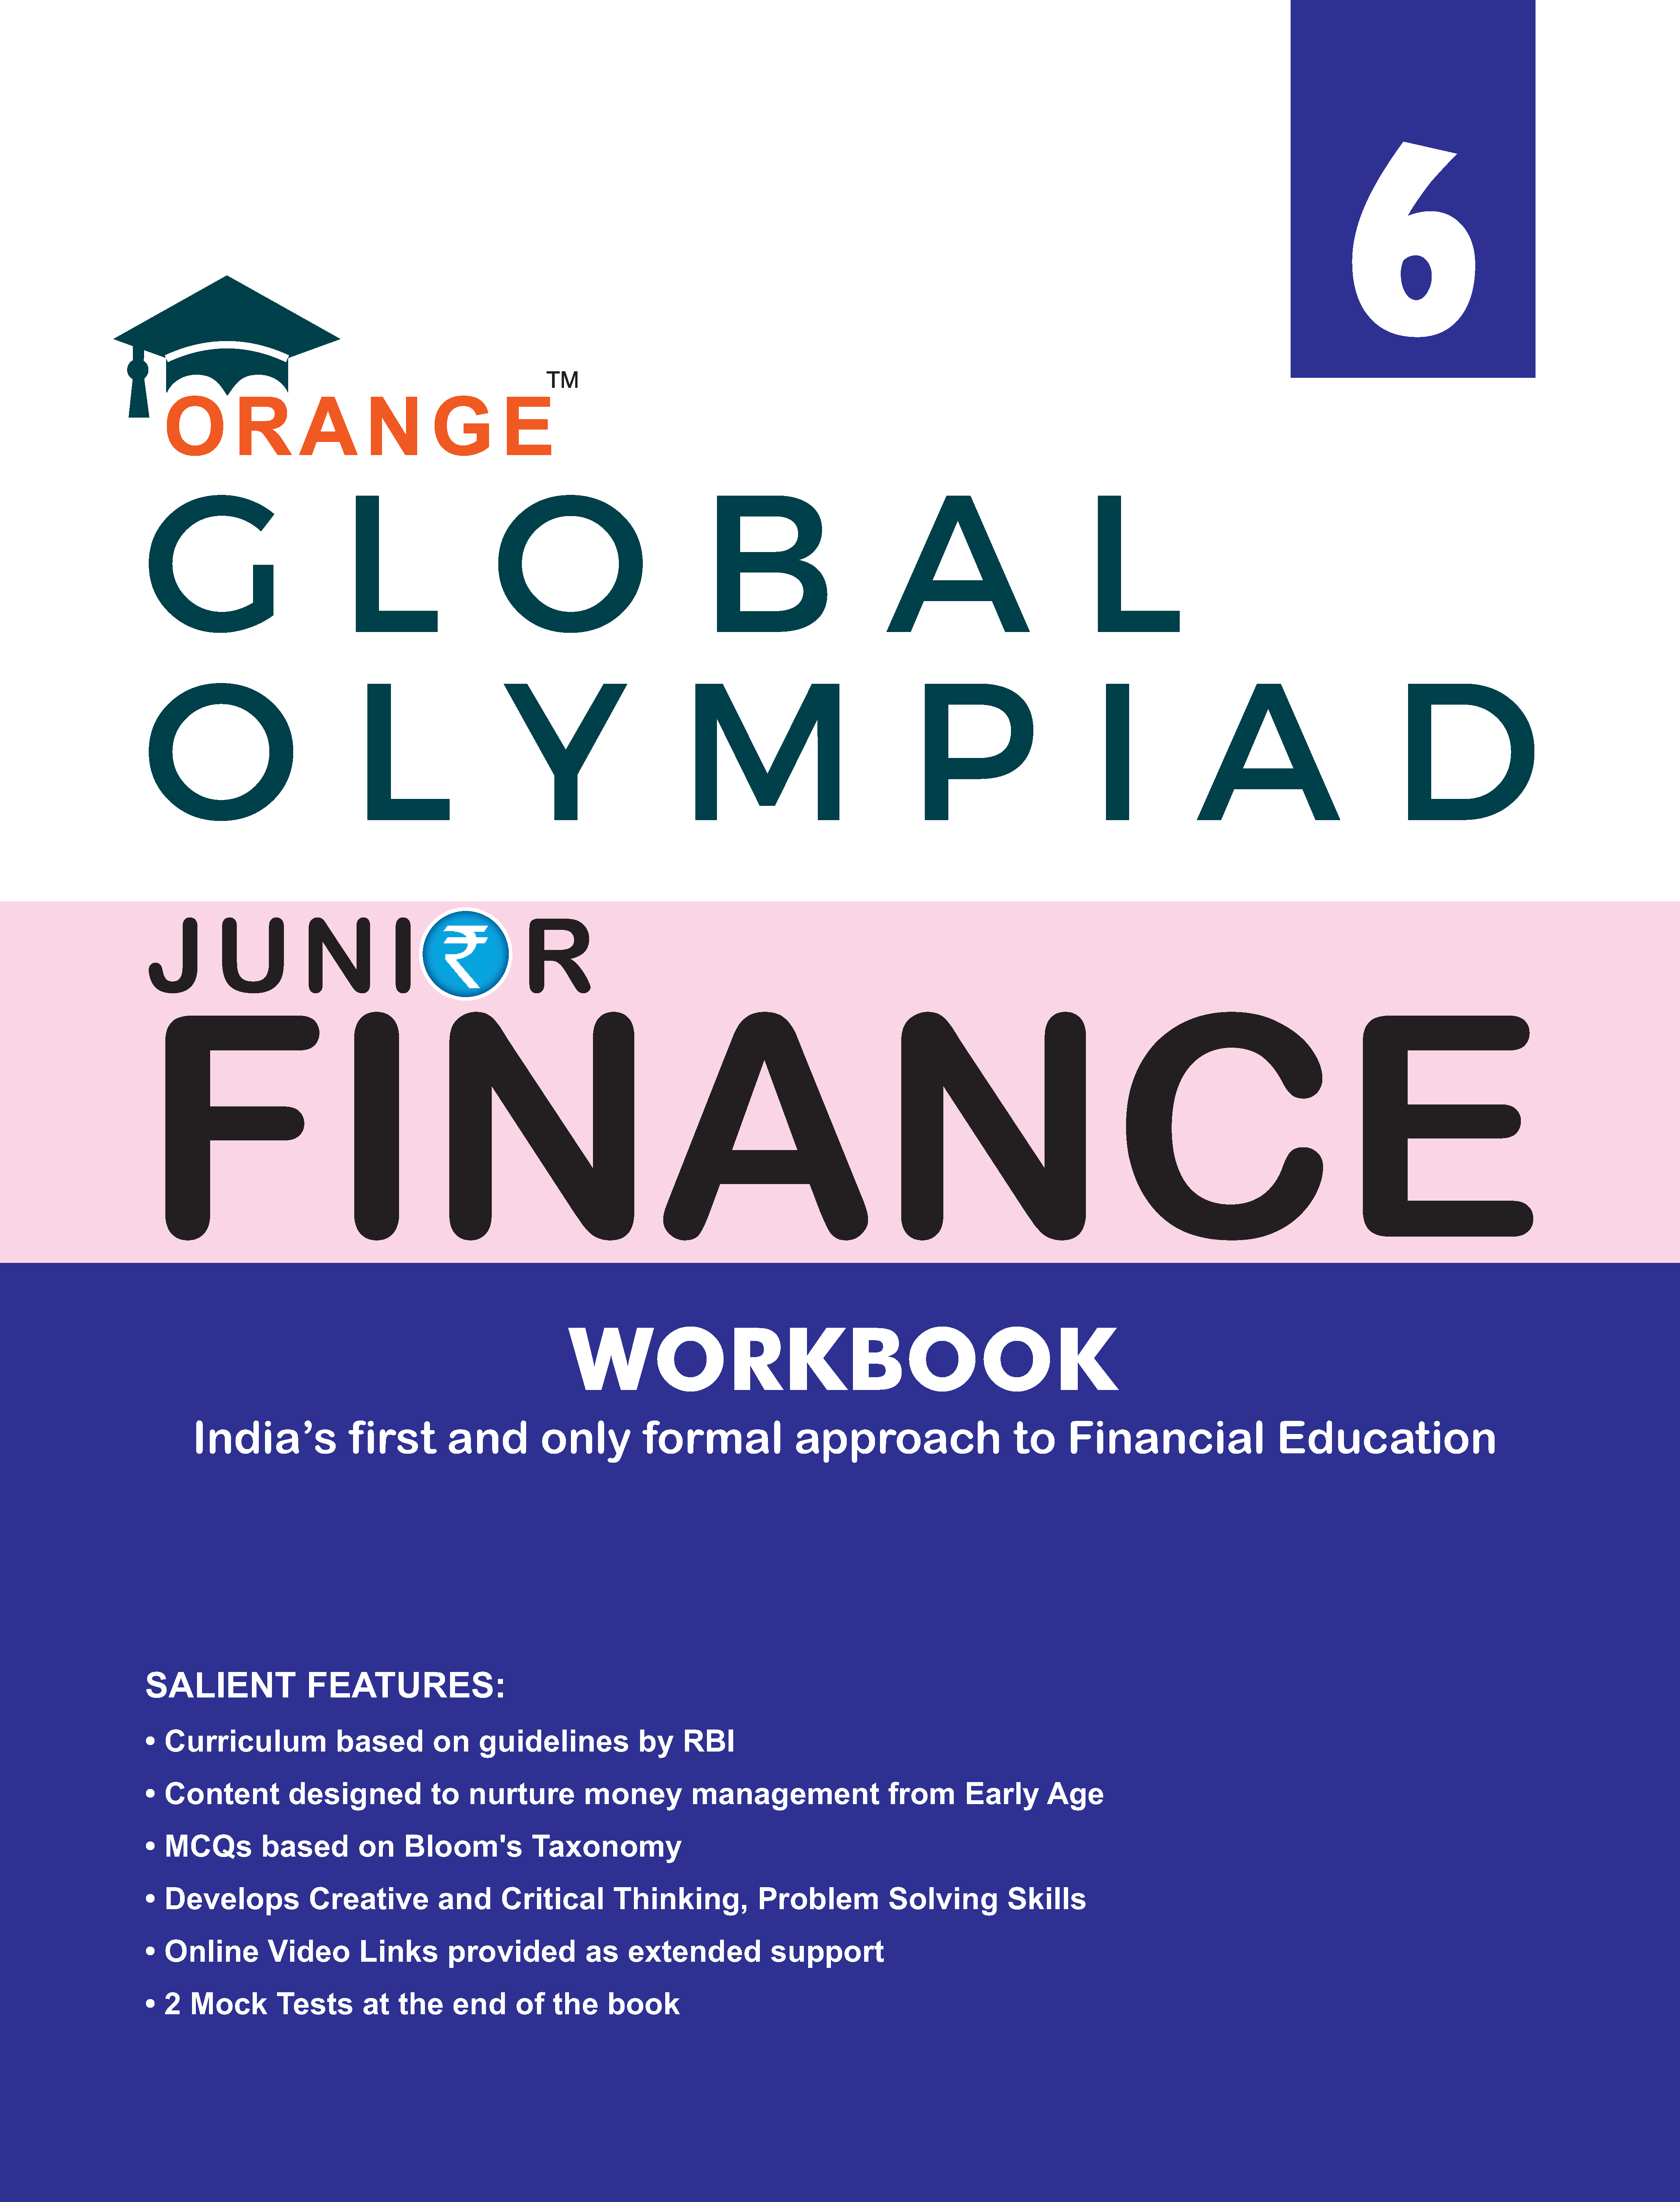 6
ORANGE™
GLOBAL
OLYMPIAD
JUNI₹R
FINANCE
WORKBOOK
India’s first and only formal approach to Financial Education
SALIENT FEATURES:
• Curriculum based on guidelines by RBI
• Content designed to nurture money management from Early Age
• MCQs based on Bloom's Taxonomy
• Develops Creative and Critical Thinking, Problem Solving Skills
• Online Video Links provided as extended support
• 2 Mock Tests at the end of the book